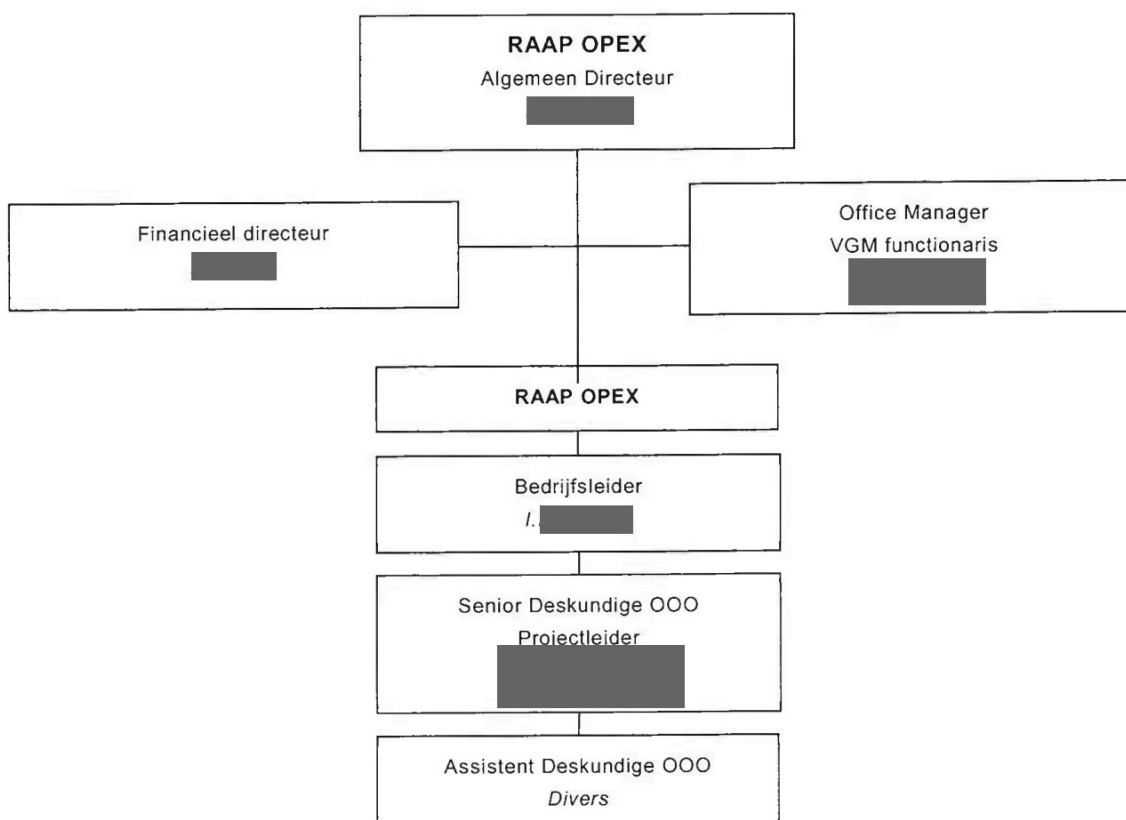 RAAP OPEX
Algemeen Directeur
Financieel directeur
Office Manager
VGM functionaris
RAAP OPEX
Bedrijfsleider
I.
Senior Deskundige OOO
Projectleider
Assistent Deskundige OOO
Divers